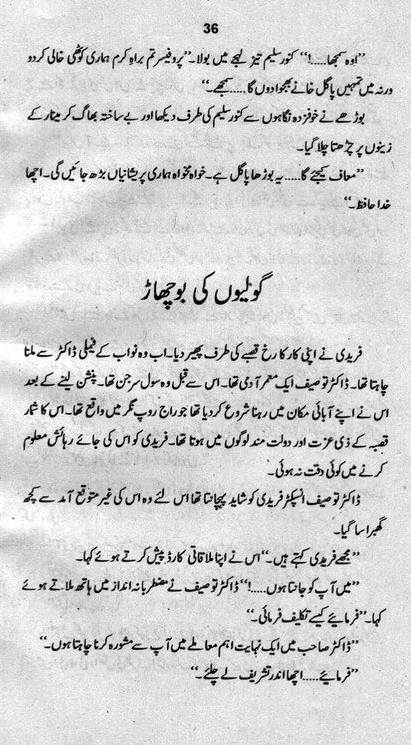 36
”اوہ سمجھا.....!“ کنور سلیم تیز لہجے میں بولا۔ ”پروفیسر تم براہِ کرم ہماری کوٹھی خالی کردو
ورنہ میں تمہیں پاگل خانے بھجوا دوں گا..... سمجھے۔“
بوڑھے نے خوفزدہ نگاہوں سے کنور سلیم کی طرف دیکھا اور بے ساختہ بھاگ کر مینار کے
زینوں پر چڑھتا چلا گیا۔
”معاف کیجئے گا..... یہ بوڑھا پاگل ہے۔ خواہ مخواہ ہماری پریشانیاں بڑھ جائیں گی۔ اچھا
خدا حافظ۔“
گولیوں کی بوچھاڑ
فریدی نے اپنی کار کا رخ قصبے کی طرف پھیر دیا۔ اب وہ نواب کے فیملی ڈاکٹر سے ملنا
چاہتا تھا۔ ڈاکٹر توصیف ایک معمر آدمی تھا۔ اس سے قبل وہ سول سرجن تھا۔ پنشن لینے کے بعد
اس نے اپنے آبائی مکان میں رہنا شروع کردیا تھا جو راج روپ نگر میں واقع تھا۔ اس کا شمار
قصبہ کے ذی عزت اور دولت مند لوگوں میں ہوتا تھا۔ فریدی کو اس کی جائے رہائش معلوم
کرنے میں کوئی دقت نہ ہوئی۔
ڈاکٹر توصیف انسپکٹر فریدی کو شاید پہچانتا تھا اس لئے وہ اس کی غیر متوقع آمد سے کچھ
گھبرا سا گیا۔
”مجھے فریدی کہتے ہیں۔“ اس نے اپنا ملاقاتی کارڈ پیش کرتے ہوئے کہا۔
”میں آپ کو جانتا ہوں.....!“ ڈاکٹر توصیف نے مضطربانہ انداز میں ہاتھ ملاتے ہوئے
کہا۔ ”فرمائیے کیسے تکلیف فرمائی۔“
”ڈاکٹر صاحب میں ایک نہایت اہم معاملے میں آپ سے مشورہ کرنا چاہتا ہوں۔“
”فرمائیے..... اچھا اندر تشریف لے چلئے۔“